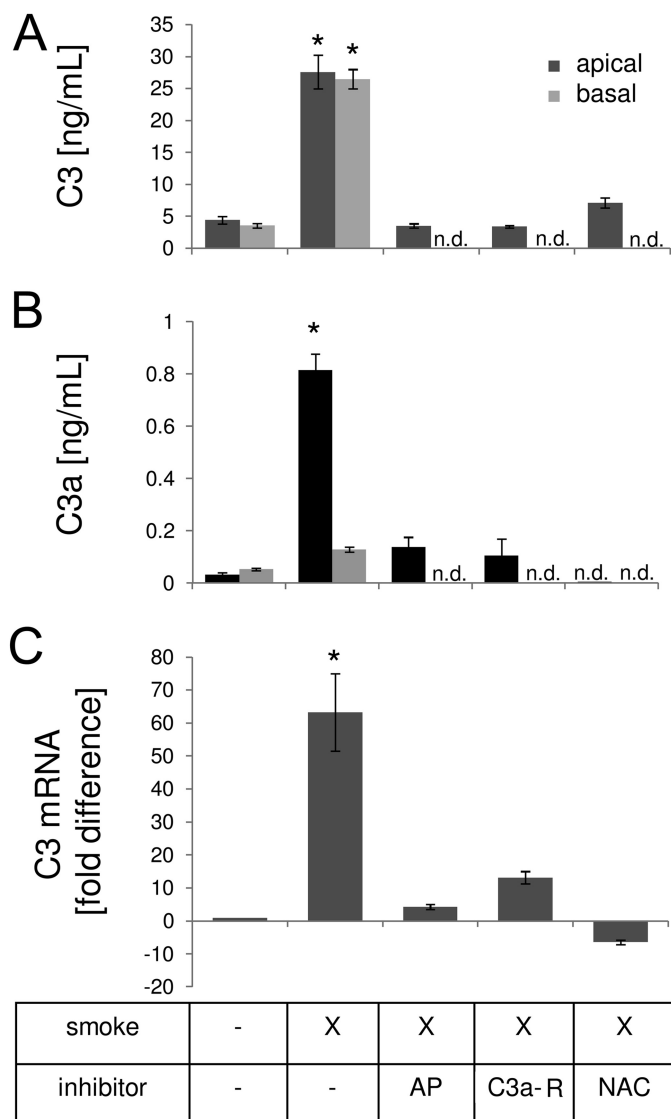 A
C3 [ng/mL]
35
30
25
20
15
10
5
0
* *
apical
basal
n.d. n.d. n.d.
B
C3a [ng/mL]
1
0.8
0.6
0.4
0.2
0
*
n.d. n.d. n.d. n.d.
C
C3 mRNA
[fold difference]
80
70
60
50
40
30
20
10
0
-10
-20
*
smoke - X X X X
inhibitor - - AP C3a-R NAC